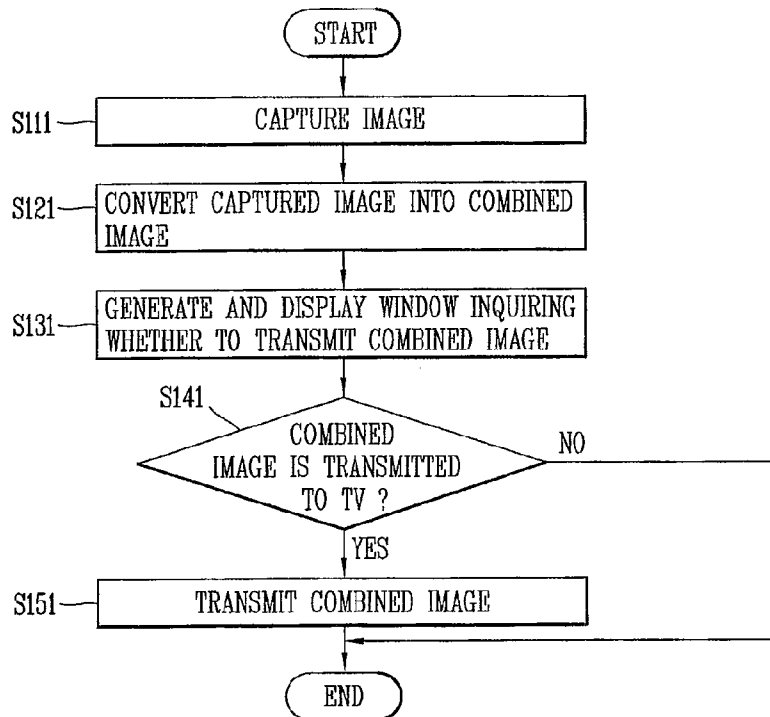 START
S111
CAPTURE IMAGE
S121
CONVERT CAPTURED IMAGE INTO COMBINED
IMAGE
S131
GENERATE AND DISPLAY WINDOW INQUIRING
WHETHER TO TRANSMIT COMBINED IMAGE
S141
COMBINED
IMAGE IS TRANSMITTED
TO TV ?
NO
YES
S151
TRANSMIT COMBINED IMAGE
END